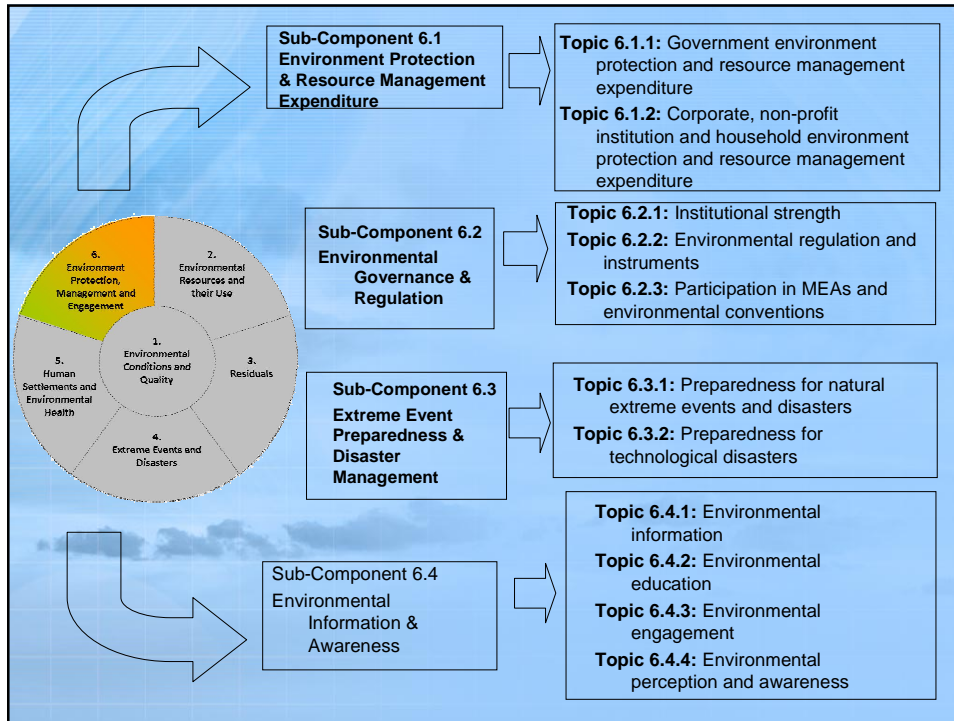 Sub-Component 6.1
Environment Protection
& Resource Management
Expenditure
Topic 6.1.1: Government environment
protection and resource management
expenditure
Topic 6.1.2: Corporate, non-profit
institution and household environment
protection and resource management
expenditure
6.
Environment
Protection,
Management and
Engagement
2.
Environmental
Resources and
their Use
1.
Environmental
Conditions and
Quality
3.
Residuals
5.
Human
Settlements and
Environmental
Health
4.
Extreme Events and
Disasters
Sub-Component 6.2
Environmental
Governance &
Regulation
Topic 6.2.1: Institutional strength
Topic 6.2.2: Environmental regulation and
instruments
Topic 6.2.3: Participation in MEAs and
environmental conventions
Sub-Component 6.3
Extreme Event
Preparedness &
Disaster
Management
Topic 6.3.1: Preparedness for natural
extreme events and disasters
Topic 6.3.2: Preparedness for
technological disasters
Sub-Component 6.4
Environmental
Information &
Awareness
Topic 6.4.1: Environmental
information
Topic 6.4.2: Environmental
education
Topic 6.4.3: Environmental
engagement
Topic 6.4.4: Environmental
perception and awareness